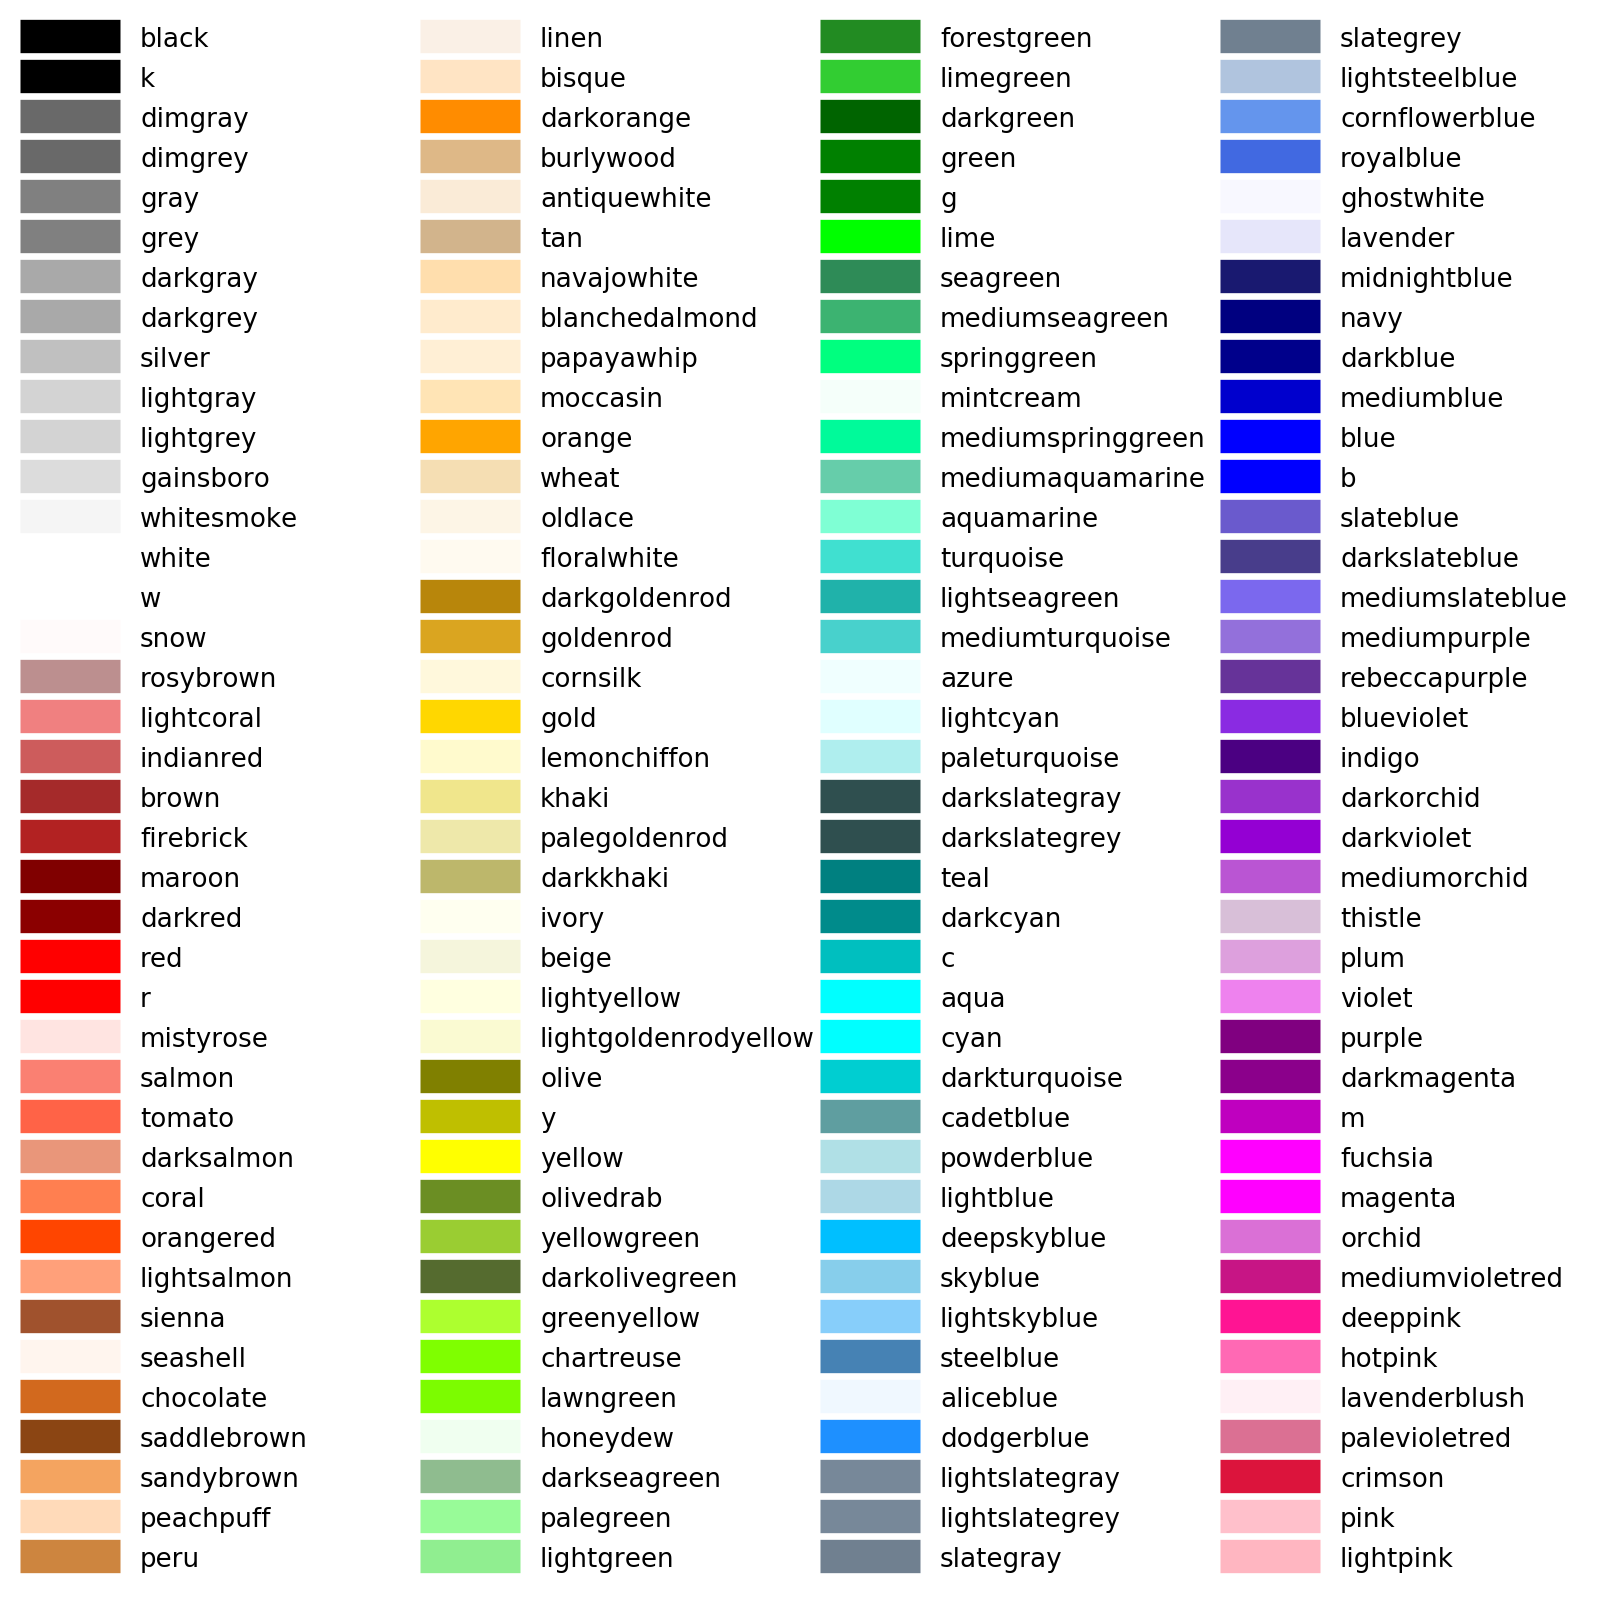 black
k
dimgray
dimgrey
gray
grey
darkgray
darkgrey
silver
lightgray
lightgrey
gainsboro
whitesmoke
white
w
snow
rosybrown
lightcoral
indianred
brown
firebrick
maroon
darkred
red
r
mistyrose
salmon
tomato
darksalmon
coral
orangered
lightsalmon
sienna
seashell
chocolate
saddlebrown
sandybrown
peachpuff
peru
linen
bisque
darkorange
burlywood
antiquewhite
tan
navajowhite
blanchedalmond
papayawhip
moccasin
orange
wheat
oldlace
floralwhite
darkgoldenrod
goldenrod
cornsilk
gold
lemonchiffon
khaki
palegoldenrod
darkkhaki
ivory
beige
lightyellow
lightgoldenrodyellow
olive
y
yellow
olivedrab
yellowgreen
darkolivegreen
greenyellow
chartreuse
lawngreen
honeydew
darkseagreen
palegreen
lightgreen
forestgreen
limegreen
darkgreen
green
g
lime
seagreen
mediumseagreen
springgreen
mintcream
mediumspringgreen
mediumaquamarine
aquamarine
turquoise
lightseagreen
mediumturquoise
azure
lightcyan
paleturquoise
darkslategray
darkslategrey
teal
darkcyan
c
aqua
cyan
darkturquoise
cadetblue
powderblue
lightblue
deepskyblue
skyblue
lightskyblue
steelblue
aliceblue
dodgerblue
lightslategray
lightslategrey
slategray
slategrey
lightsteelblue
cornflowerblue
royalblue
ghostwhite
lavender
midnightblue
navy
darkblue
mediumblue
blue
b
slateblue
darkslateblue
mediumslateblue
mediumpurple
rebeccapurple
blueviolet
indigo
darkorchid
darkviolet
mediumorchid
thistle
plum
violet
purple
darkmagenta
m
fuchsia
magenta
orchid
mediumvioletred
deeppink
hotpink
lavenderblush
palevioletred
crimson
pink
lightpink